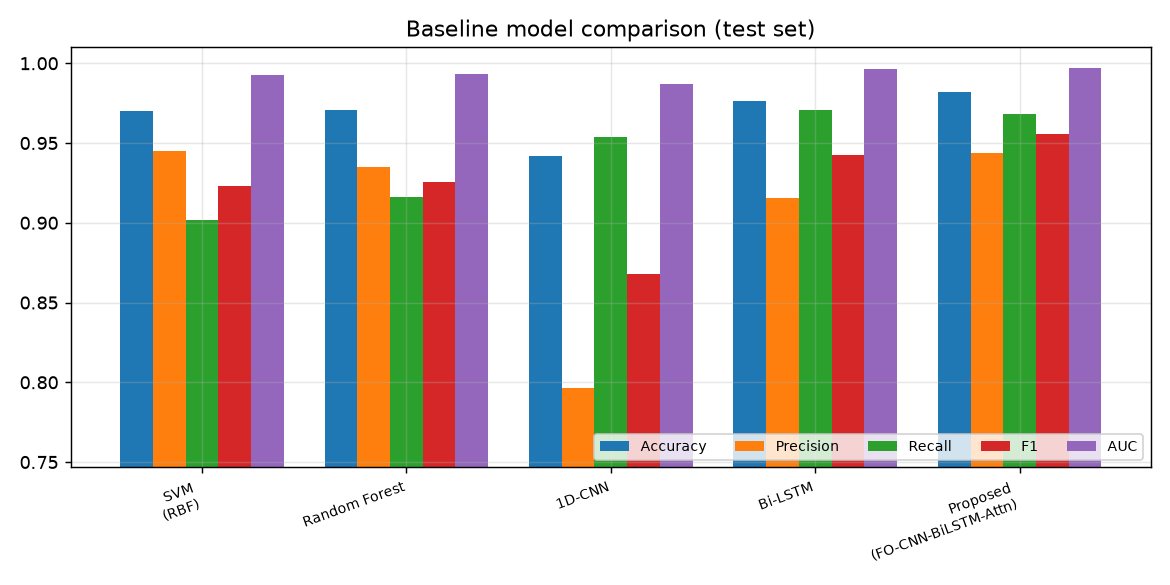 Baseline model comparison (test set)
1.00
0.95
0.90
0.85
0.80
0.75
Accuracy Precision Recall F1 AUC
SVM
(RBF)
Random Forest
1D-CNN
Bi-LSTM
Proposed
(FO-CNN-BiLSTM-Attn)